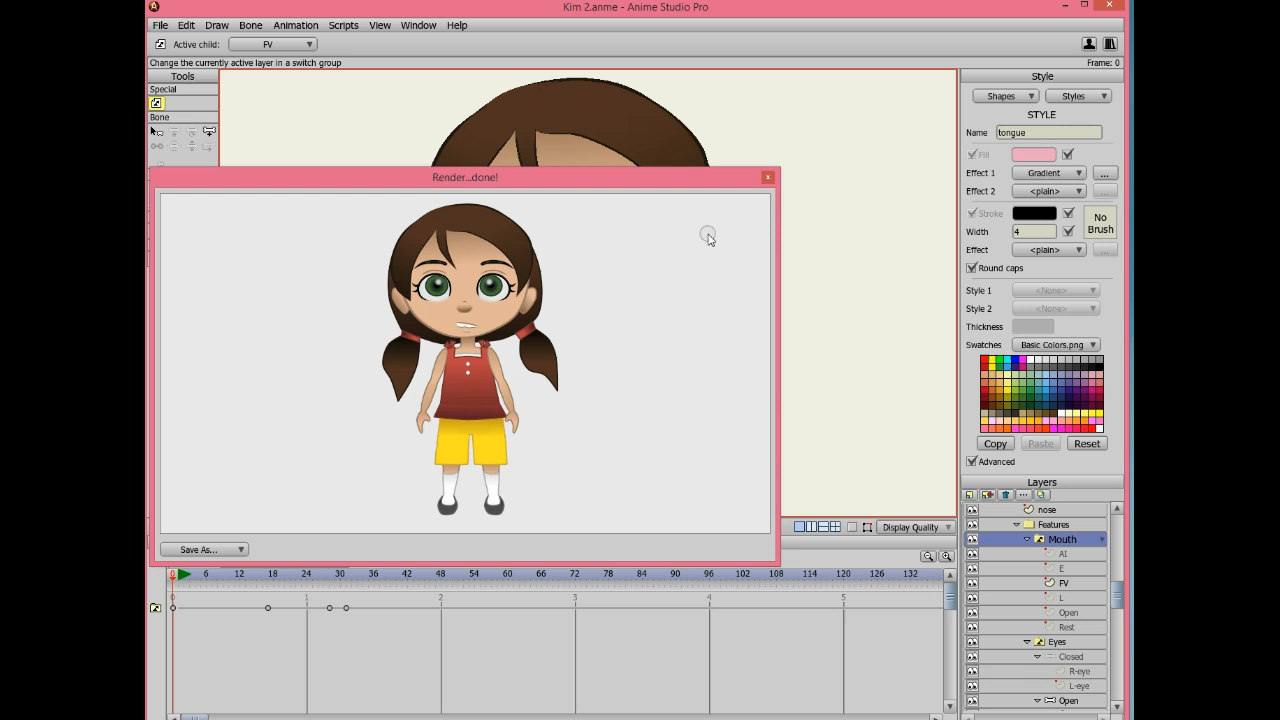 Kim 2.anme - Anime Studio Pro
File Edit Draw Bone Animation Scripts View Window Help
Active child: FV
Change the currently active layer in a switch group
Frame: 0
Tools
Special
Bone
Render...done!
Save As...
Style
Shapes Styles
STYLE
Name tongue
Fill
Effect 1 Gradient ...
Effect 2 <plain> ...
Stroke
Width 4
No Brush
Effect <plain> ...
Round caps
Style 1 <None>
Style 2 <None>
Thickness
Swatches Basic Colors.png
Copy Paste Reset
Advanced
Layers
nose
Features
Mouth
AI
E
FV
L
Open
Rest
Eyes
Closed
R-eye
L-eye
Open
Display Quality
0 6 12 18 24 30 36 42 48 54 60 66 72 78 84 90 96 102 108 114 120 126 132
0 1 2 3 4 5